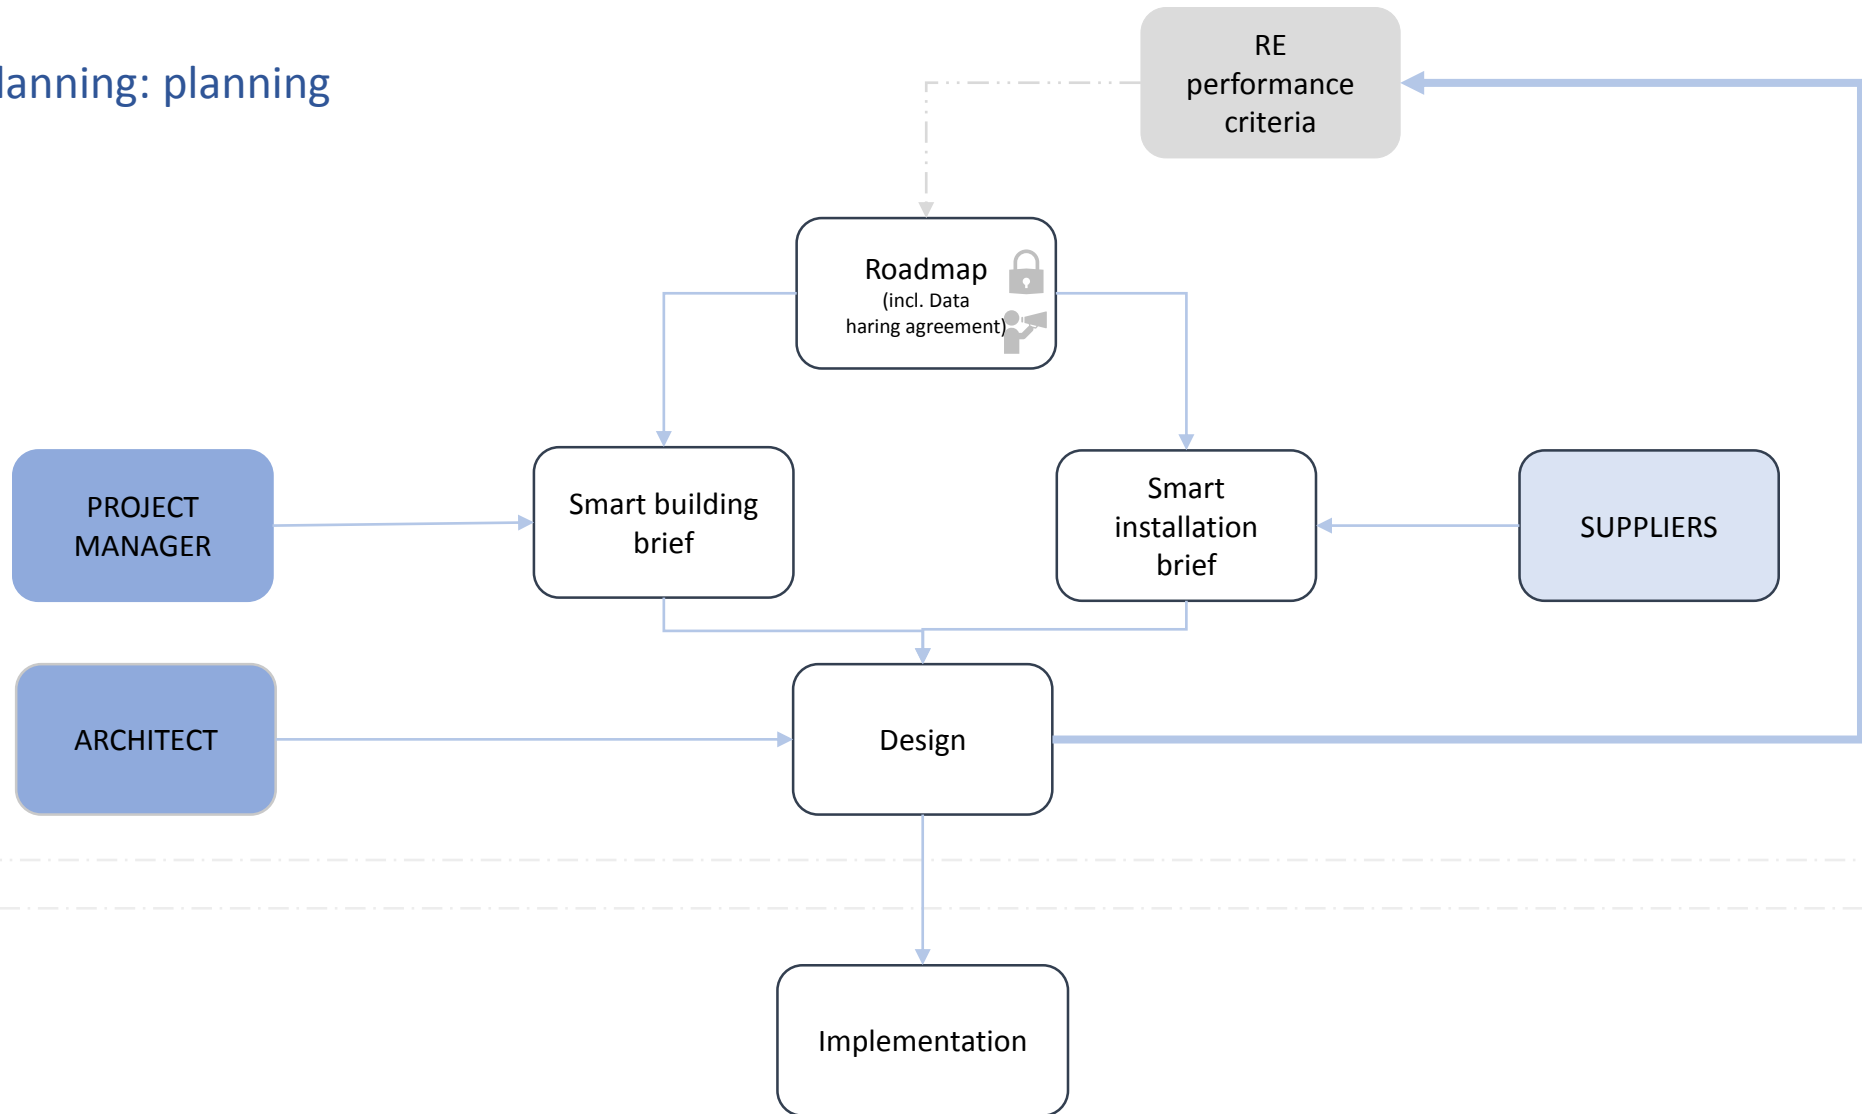 lanning: planning
RE
performance
criteria
Roadmap
(incl. Data
haring agreement)
PROJECT
MANAGER
Smart building
brief
Smart
installation
brief
SUPPLIERS
ARCHITECT
Design
Implementation